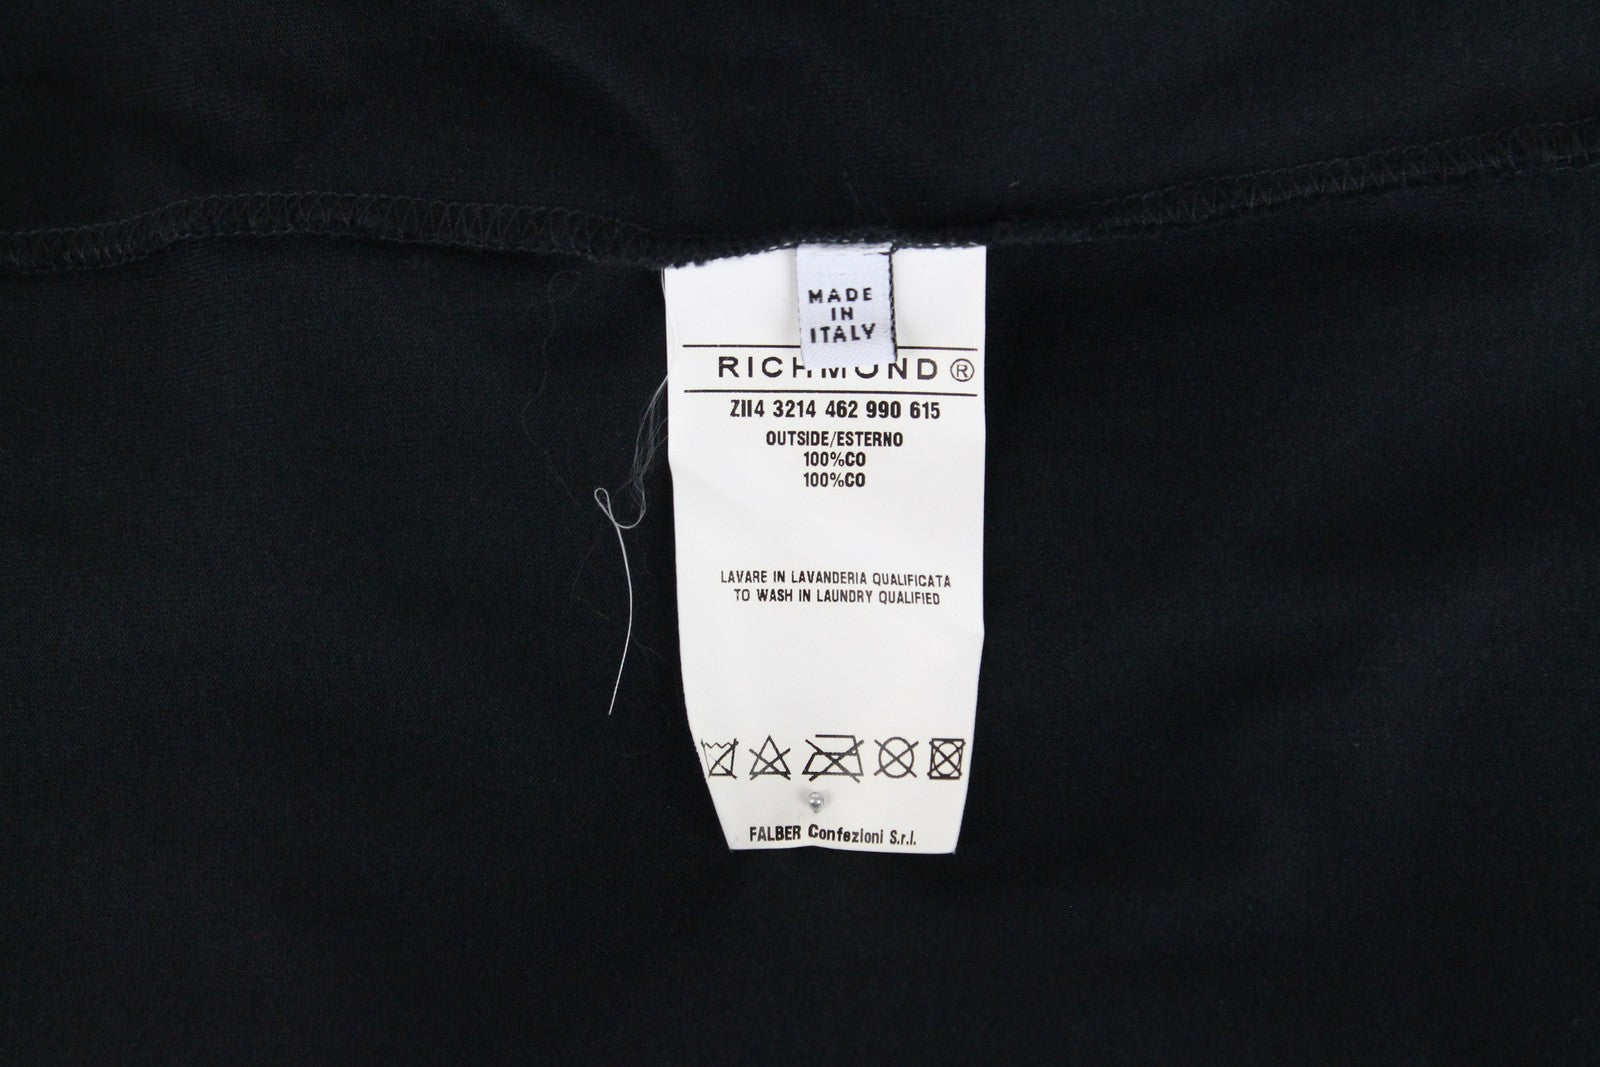 MADE
IN
ITALY
RICHMOND®
ZII4 3214 462 990 615
OUTSIDE/ESTERNO
100%CO
100%CO
LAVARE IN LAVANDERIA QUALIFICATA
TO WASH IN LAUNDRY QUALIFIED
FALBER Confezioni S.r.l.